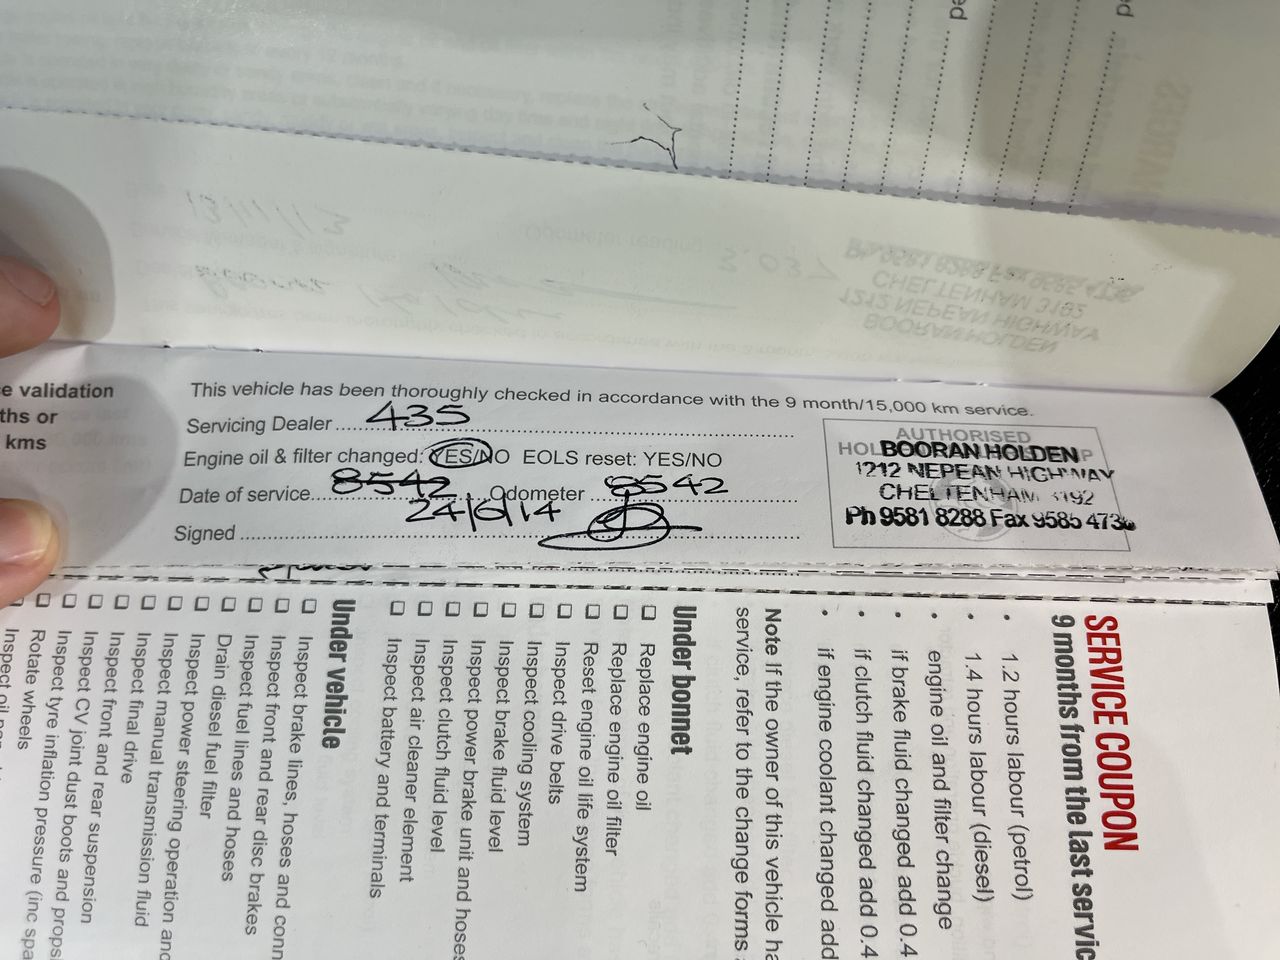 ed
ed
e validation
ths or
kms
This vehicle has been thoroughly checked in accordance with the 9 month/15,000 km service.
Servicing Dealer 435
Engine oil & filter changed: YES/NO EOLS reset: YES/NO
Date of service 8542 Odometer 8542
24/6/14
Signed
AUTHORISED
HOL BOORAN HOLDEN P
1212 NEPEAN HIGHWAY
CHELTENHAM 3192
Ph 9581 8288 Fax 9585 4736
SERVICE COUPON
9 months from the last servic
• 1.2 hours labour (petrol)
• 1.4 hours labour (diesel)
• engine oil and filter change
• if brake fluid changed add 0.4
• if clutch fluid changed add 0.4
• if engine coolant changed add
Note If the owner of this vehicle ha
service, refer to the change forms
Under bonnet
Replace engine oil
Replace engine oil filter
Reset engine oil life system
Inspect drive belts
Inspect cooling system
Inspect brake fluid level
Inspect power brake unit and hoses
Inspect clutch fluid level
Inspect air cleaner element
Inspect battery and terminals
Under vehicle
Inspect brake lines, hoses and conn
Inspect front and rear disc brakes
Inspect fuel lines and hoses
Drain diesel fuel filter
Inspect power steering operation and
Inspect manual transmission fluid
Inspect final drive
Inspect front and rear suspension
Inspect CV joint dust boots and props
Inspect tyre inflation pressure (inc spa
Rotate wheels
Inspect oil